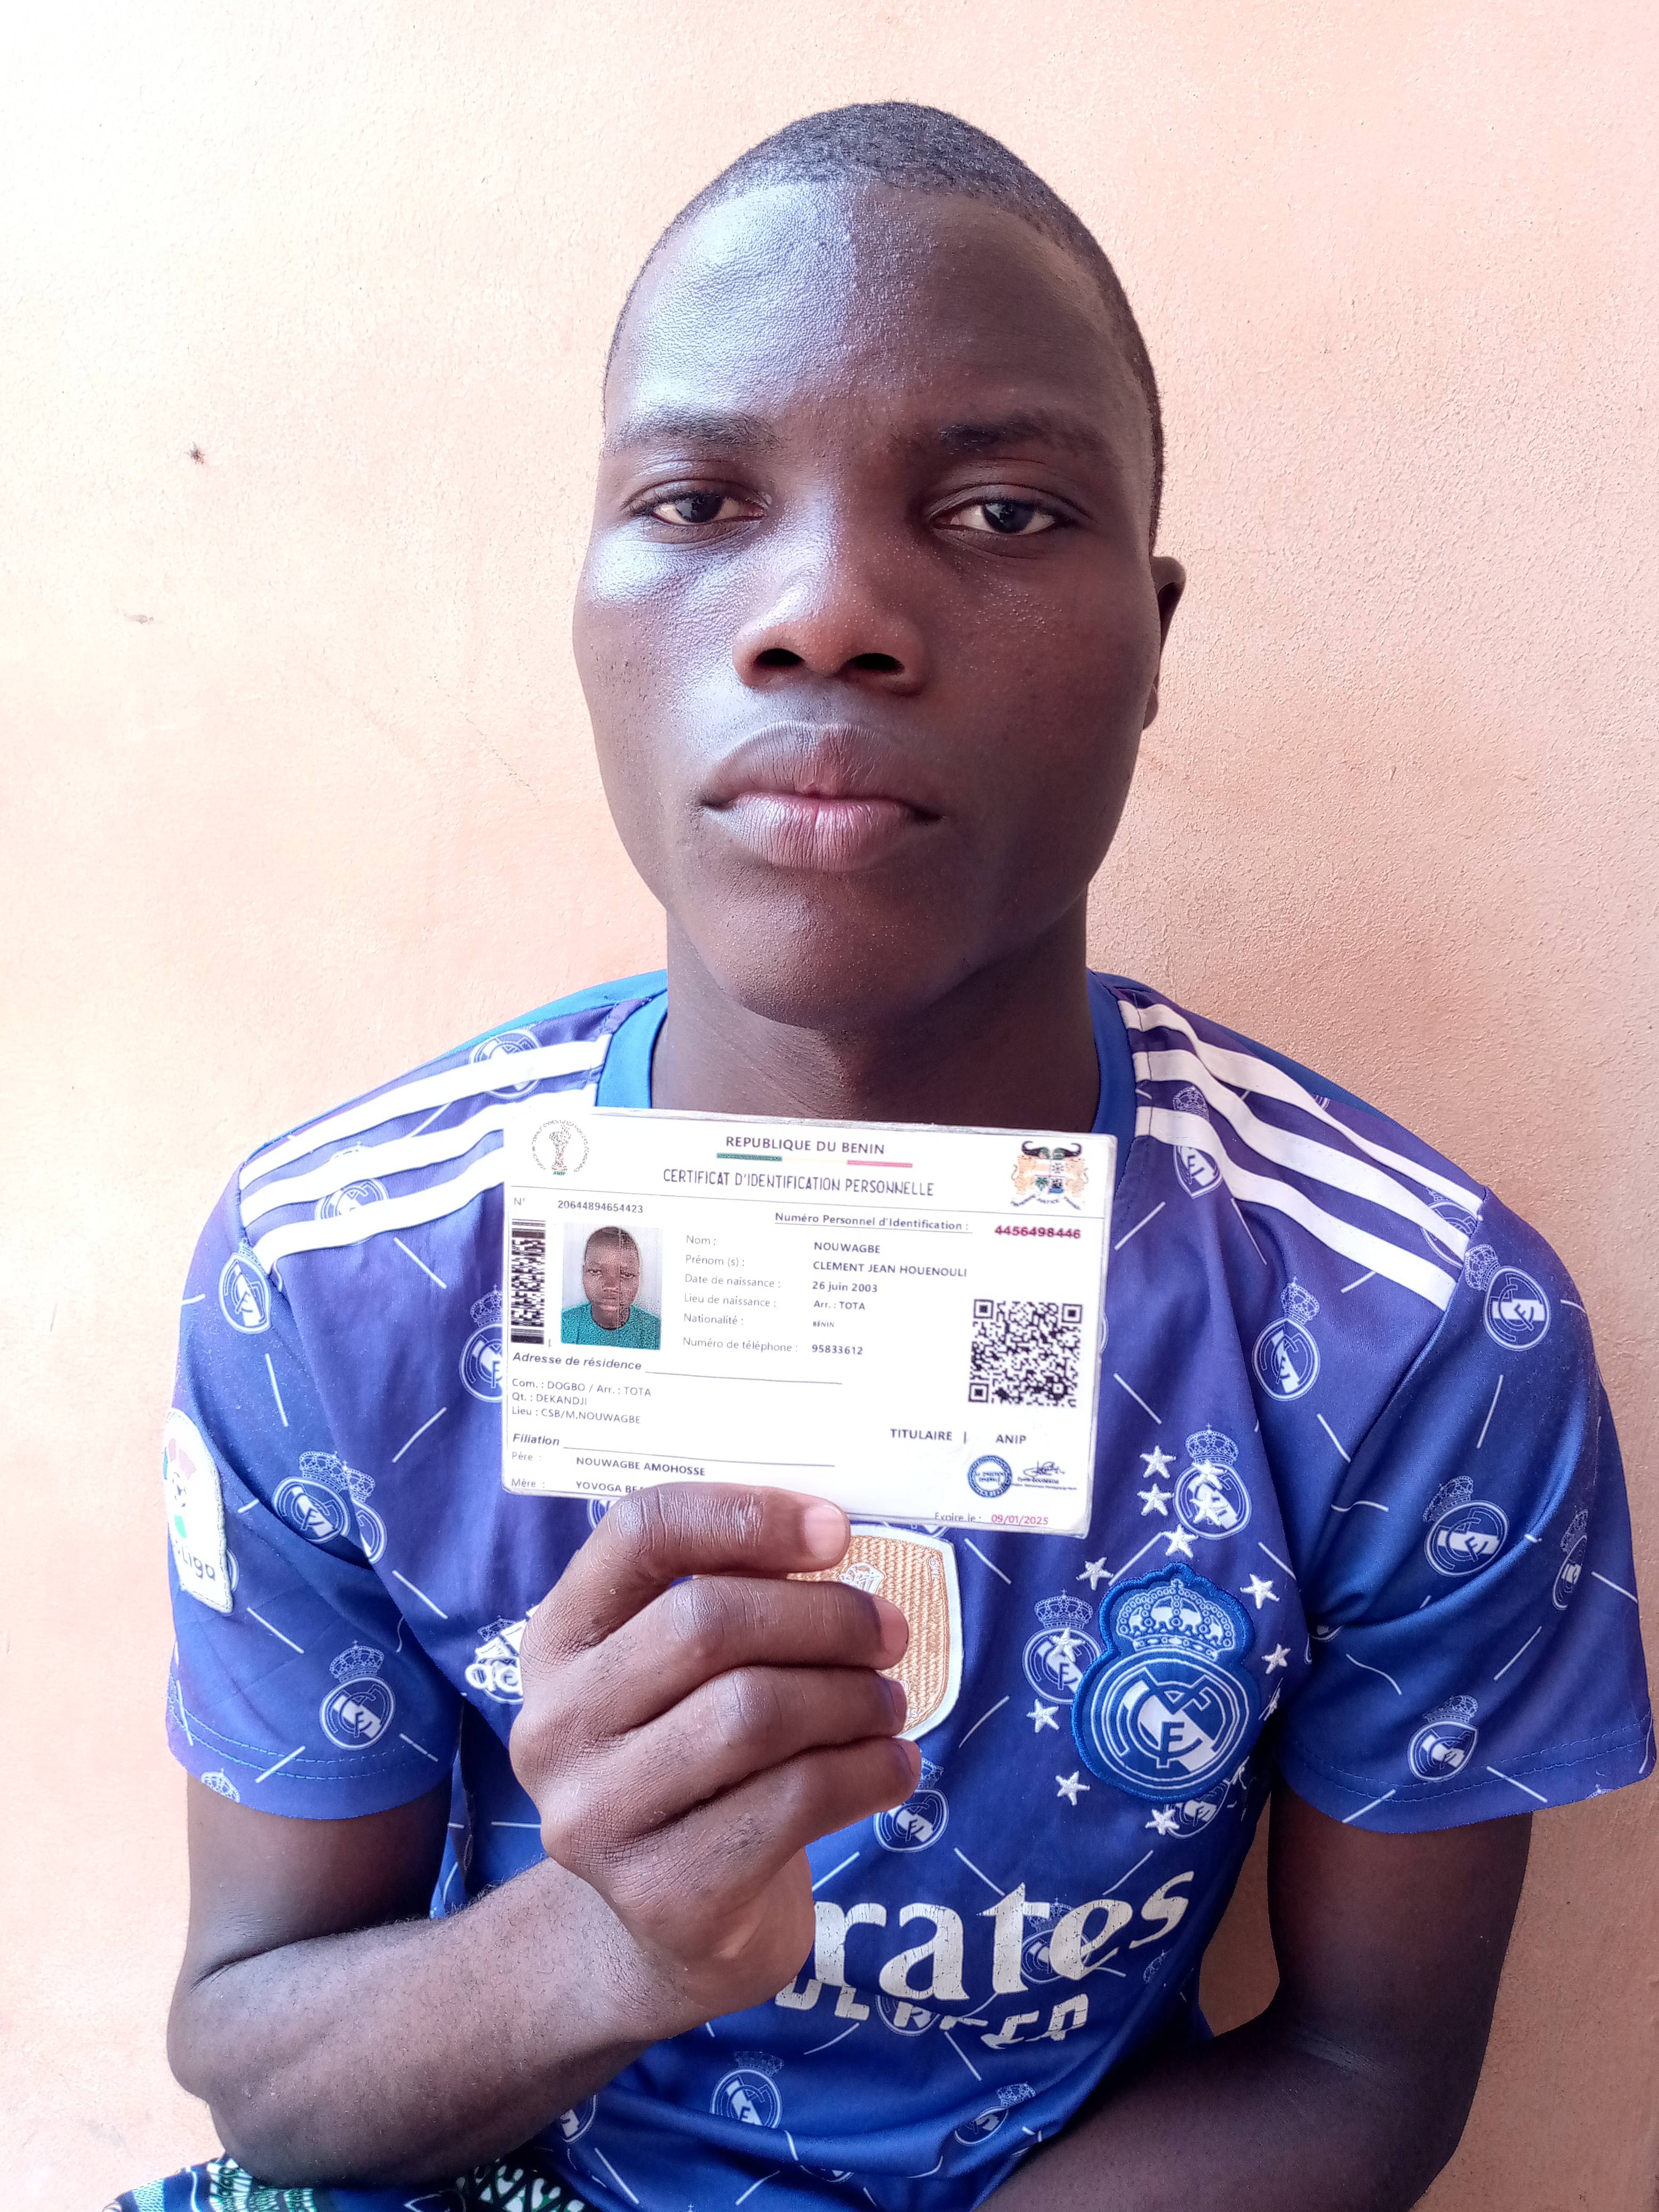 REPUBLIQUE DU BENIN
CERTIFICAT D'IDENTIFICATION PERSONNELLE
N° 20644894654423
Numéro Personnel d'Identification : 4456498446
Nom : NOUWAGBE
Prénom (s) : CLEMENT JEAN HOUENOULI
Date de naissance : 26 juin 2003
Lieu de naissance : Arr. : TOTA
Nationalité : BÉNIN
Numéro de téléphone : 95833612
Adresse de résidence
Com. : DOGBO / Arr. : TOTA
Qt. : DEKANDJI
Lieu : CSB/M.NOUWAGBE
TITULAIRE | ANIP
Filiation
Père : NOUWAGBE AMOHOSSE
Mère : YOVOGA
Expire le : 09/01/2025